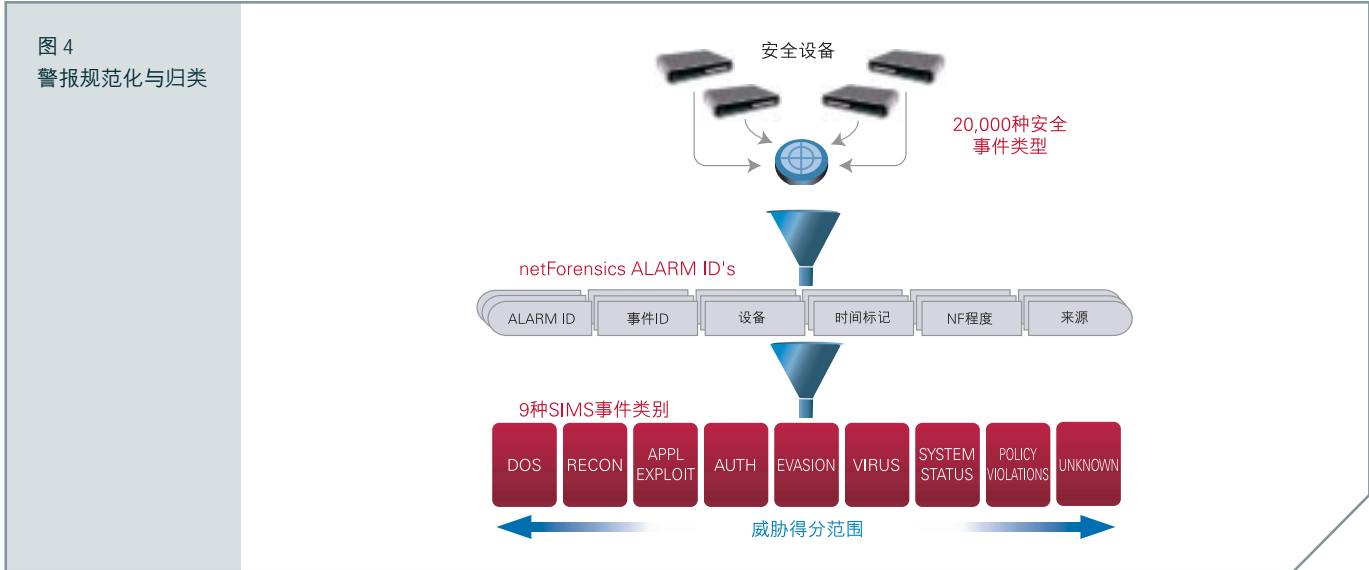 图 4
警报规范化与归类
安全设备
20,000种安全
事件类型
netForensics ALARM ID's
ALARM ID
事件ID
设备
时间标记
NF程度
来源
9种SIMS事件类别
DOS
RECON
APPL
EXPLOIT
AUTH
EVASION
VIRUS
SYSTEM
STATUS
POLICY
VIOLATIONS
UNKNOWN
威胁得分范围